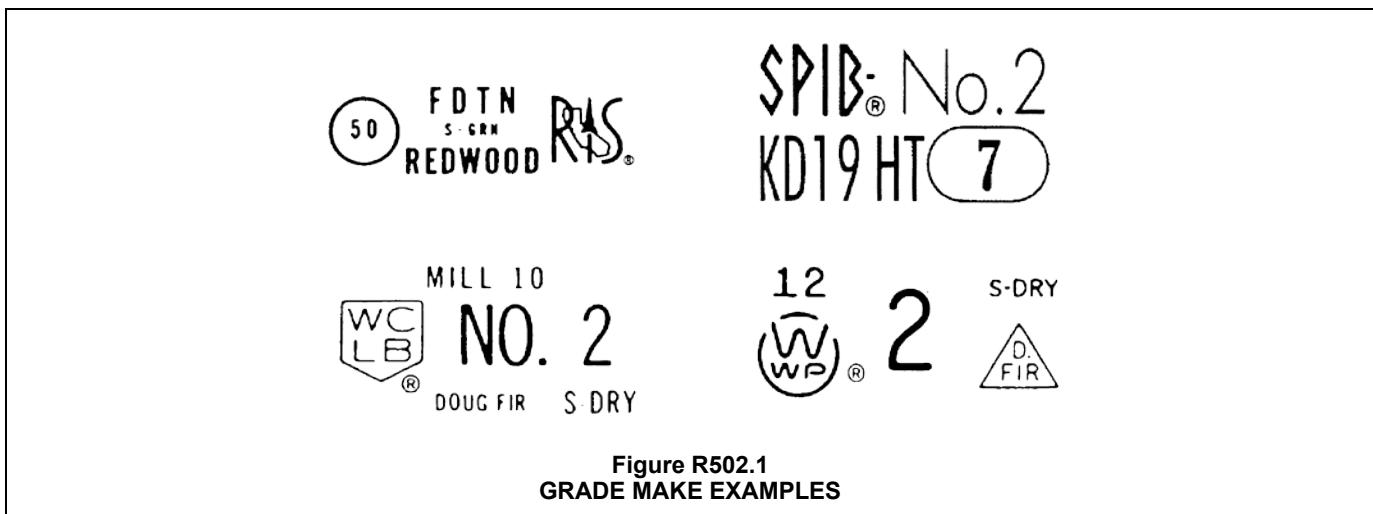 50 FDTN
S-GRN
REDWOOD RIS®
SPIB® No.2
KD19 HT 7
MILL 10
WC
LB® NO. 2
DOUG FIR S-DRY
12
W
WP® 2
S-DRY
D.
FIR
Figure R502.1
GRADE MAKE EXAMPLES